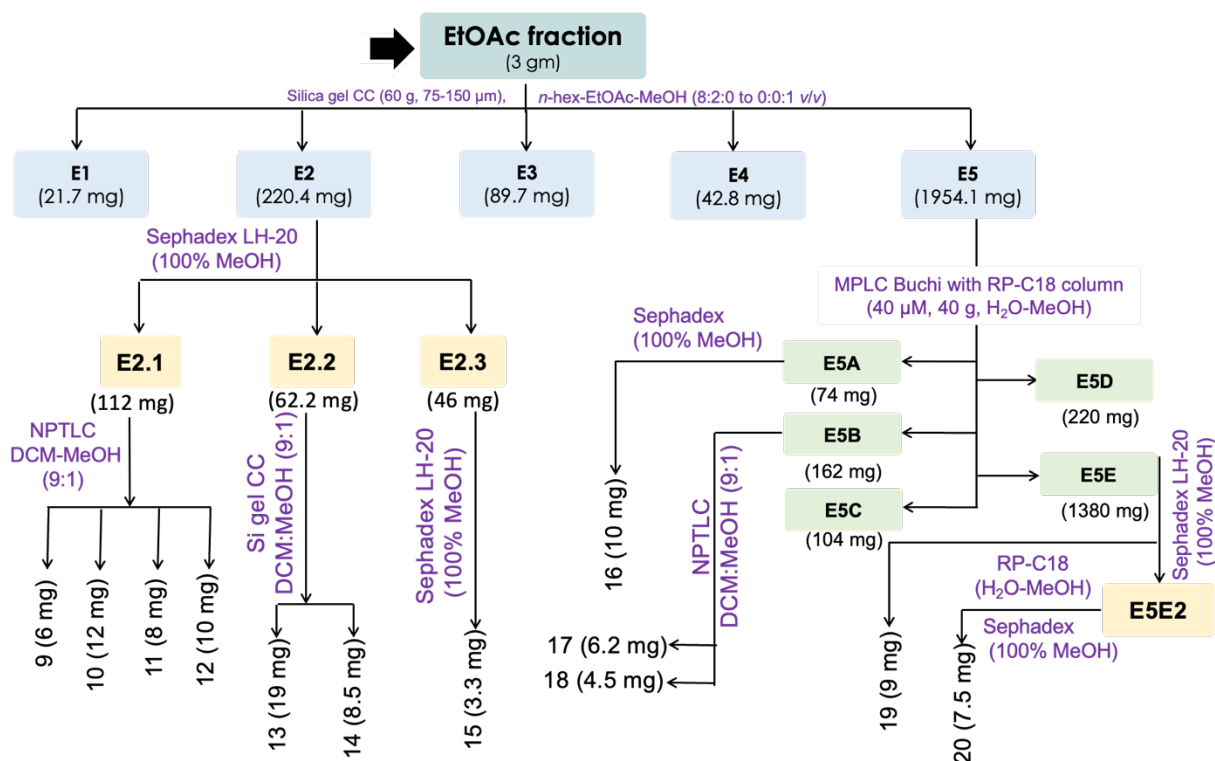 EtOAc fraction
(3 gm)
Silica gel CC (60 g, 75-150 µm), n-hex-EtOAc-MeOH (8:2:0 to 0:0:1 v/v)
E1
(21.7 mg)
E2
(220.4 mg)
E3
(89.7 mg)
E4
(42.8 mg)
E5
(1954.1 mg)
Sephadex LH-20
(100% MeOH)
MPLC Buchi with RP-C18 column
(40 µM, 40 g, H₂O-MeOH)
E2.1
(112 mg)
E2.2
(62.2 mg)
E2.3
(46 mg)
Sephadex
(100% MeOH)
E5A
(74 mg)
E5B
(162 mg)
E5C
(104 mg)
E5D
(220 mg)
E5E
(1380 mg)
NPTLC
DCM-MeOH
(9:1)
Si gel CC
DCM:MeOH (9:1)
Sephadex LH-20
(100% MeOH)
NPTLC
DCM:MeOH (9:1)
Sephadex LH-20
(100% MeOH)
RP-C18
(H₂O-MeOH)
E5E2
Sephadex
(100% MeOH)
9 (6 mg)
10 (12 mg)
11 (8 mg)
12 (10 mg)
13 (19 mg)
14 (8.5 mg)
15 (3.3 mg)
16 (10 mg)
17 (6.2 mg)
18 (4.5 mg)
19 (9 mg)
20 (7.5 mg)